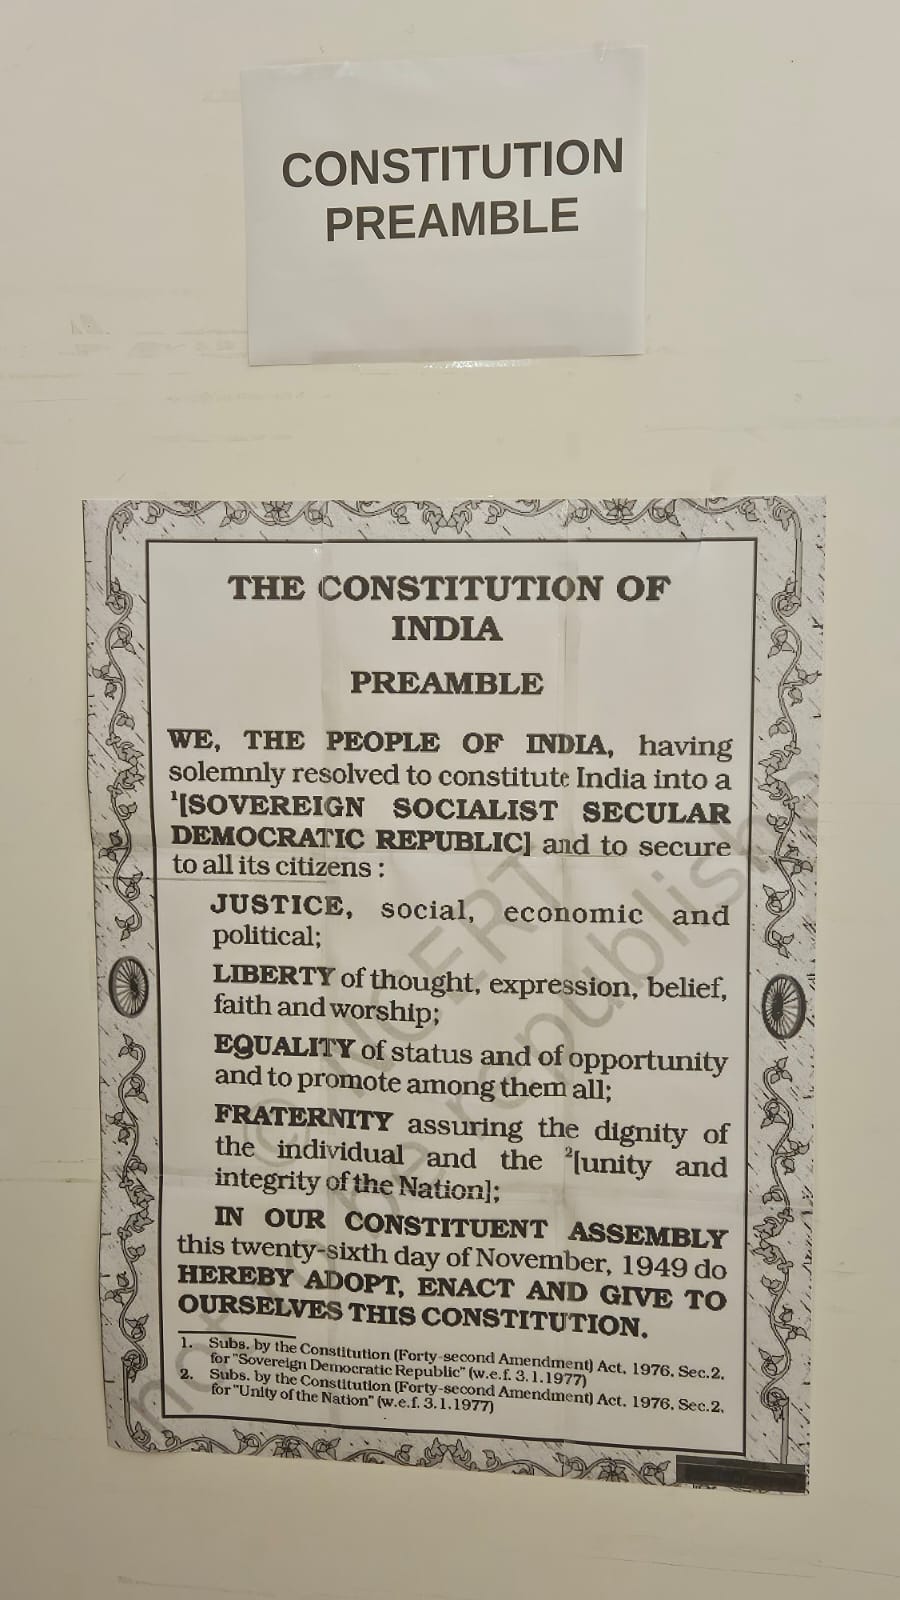 CONSTITUTION
PREAMBLE
THE CONSTITUTION OF
INDIA
PREAMBLE
WE, THE PEOPLE OF INDIA, having
solemnly resolved to constitute India into a
¹[SOVEREIGN SOCIALIST SECULAR
DEMOCRATIC REPUBLIC] and to secure
to all its citizens :
JUSTICE, social, economic and
political;
LIBERTY of thought, expression, belief,
faith and worship;
EQUALITY of status and of opportunity
and to promote among them all;
FRATERNITY assuring the dignity of
the individual and the ²[unity and
integrity of the Nation];
IN OUR CONSTITUENT ASSEMBLY
this twenty-sixth day of November, 1949 do
HEREBY ADOPT, ENACT AND GIVE TO
OURSELVES THIS CONSTITUTION.
1. Subs. by the Constitution (Forty-second Amendment) Act, 1976, Sec.2,
for "Sovereign Democratic Republic" (w.e.f. 3.1.1977)
2. Subs. by the Constitution (Forty-second Amendment) Act, 1976, Sec.2,
for "Unity of the Nation" (w.e.f. 3.1.1977)
© NCERT
not to be republishe